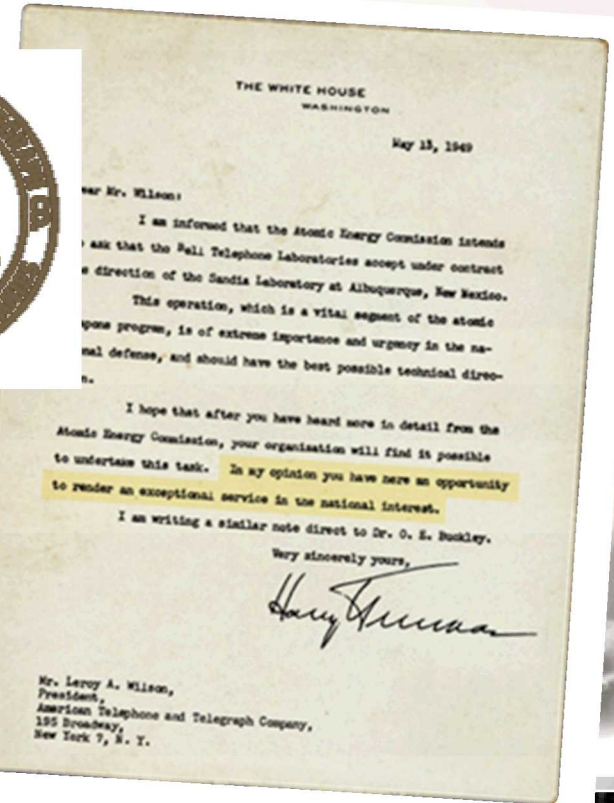 THE WHITE HOUSE
WASHINGTON
May 13, 1949
ear Mr. Wilson:
I am informed that the Atomic Energy Commission intends
ask that the Bell Telephone Laboratories accept under contract
e direction of the Sandia Laboratory at Albuquerque, New Mexico.
This operation, which is a vital segment of the atomic
apons program, is of extreme importance and urgency in the na-
nal defense, and should have the best possible technical direc-
n.
I hope that after you have heard more in detail from the
Atomic Energy Commission, your organization will find it possible
to undertake this task. In my opinion you have here an opportunity
to render an exceptional service in the national interest.
I am writing a similar note direct to Dr. O. E. Buckley.
Very sincerely yours,
Harry Truman
Mr. Leroy A. Wilson,
President,
American Telephone and Telegraph Company,
195 Broadway,
New York 7, N. Y.